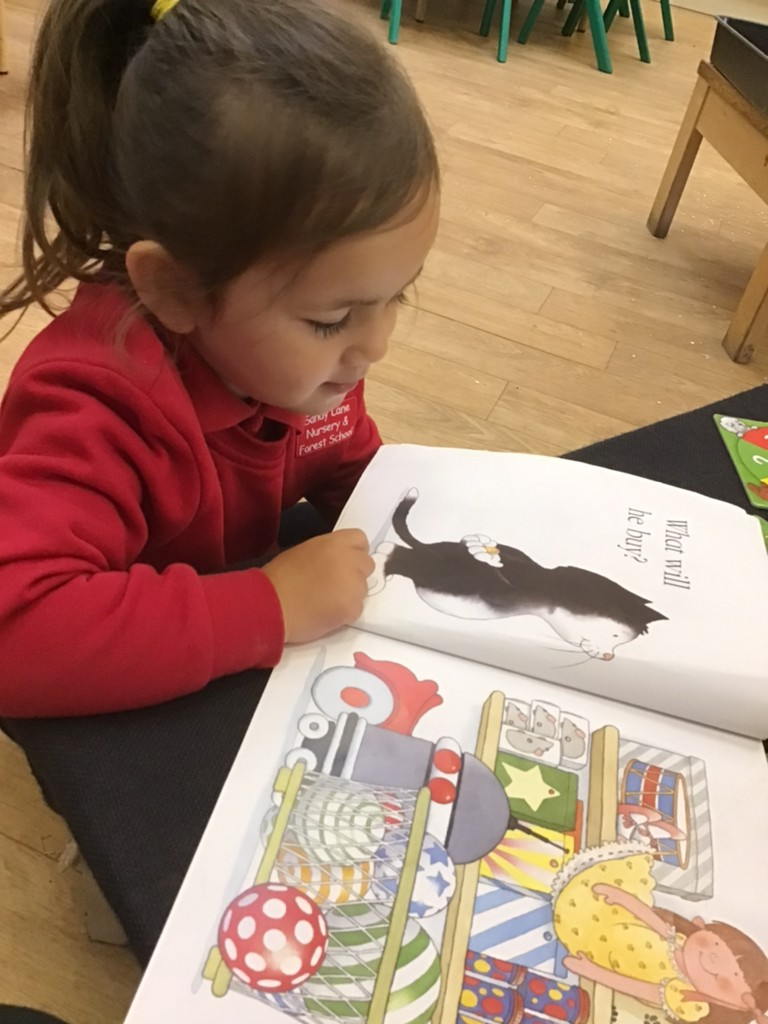 Sandy Lane
Nursery &
Forest School
What will
he buy?